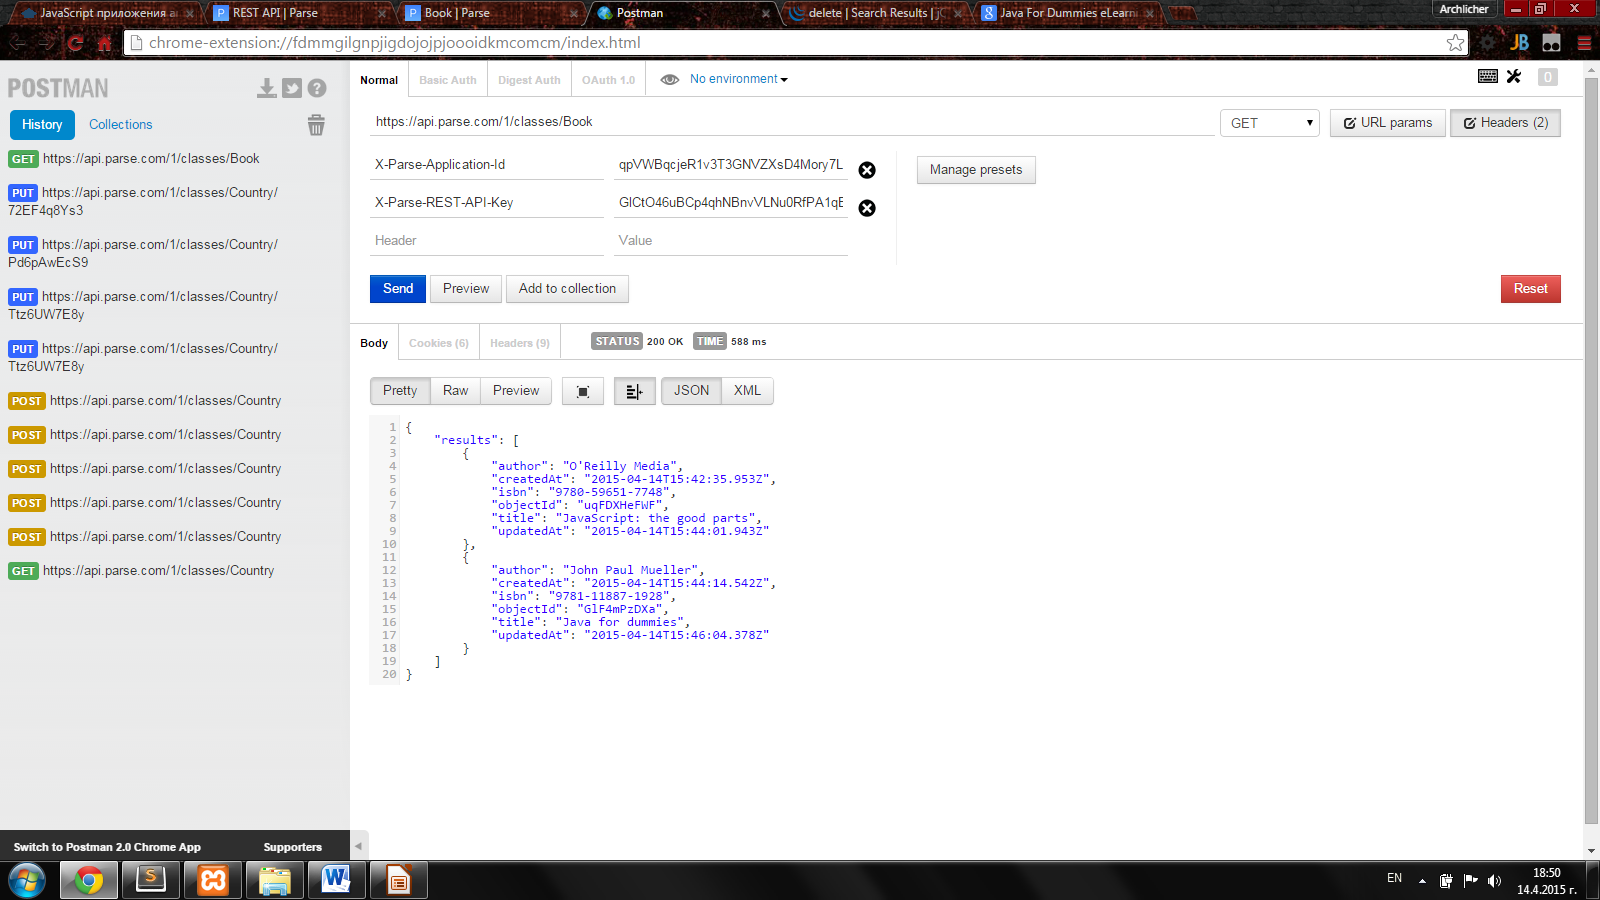 JavaScript приложения
REST API | Parse
Book | Parse
Postman
delete | Search Results |
Java For Dummies eLearn
Archlicher
chrome-extension://fdmmgilgnpjigdojojpjoooidkmcomcm/index.html
JB
POSTMAN
History
Collections
GET https://api.parse.com/1/classes/Book
PUT https://api.parse.com/1/classes/Country/
72EF4q8Ys3
PUT https://api.parse.com/1/classes/Country/
Pd6pAwEcS9
PUT https://api.parse.com/1/classes/Country/
Ttz6UW7E8y
PUT https://api.parse.com/1/classes/Country/
Ttz6UW7E8y
POST https://api.parse.com/1/classes/Country
POST https://api.parse.com/1/classes/Country
POST https://api.parse.com/1/classes/Country
POST https://api.parse.com/1/classes/Country
POST https://api.parse.com/1/classes/Country
GET https://api.parse.com/1/classes/Country
Switch to Postman 2.0 Chrome App
Supporters
Normal
Basic Auth
Digest Auth
OAuth 1.0
No environment
0
https://api.parse.com/1/classes/Book
GET
URL params
Headers (2)
X-Parse-Application-Id
qpVWBqcjeR1v3T3GNVZXsD4Mory7L
Manage presets
X-Parse-REST-API-Key
GlCtO46uBCp4qhNBnvVLNu0RfPA1qE
Header
Value
Send
Preview
Add to collection
Reset
Body
Cookies (6)
Headers (9)
STATUS 200 OK
TIME 588 ms
Pretty
Raw
Preview
JSON
XML
1 {
2 "results": [
3 {
4 "author": "O'Reilly Media",
5 "createdAt": "2015-04-14T15:42:35.953Z",
6 "isbn": "9780-59651-7748",
7 "objectId": "uqFDXHeFWF",
8 "title": "JavaScript: the good parts",
9 "updatedAt": "2015-04-14T15:44:01.943Z"
10 },
11 {
12 "author": "John Paul Mueller",
13 "createdAt": "2015-04-14T15:44:14.542Z",
14 "isbn": "9781-11887-1928",
15 "objectId": "GlF4mPzDXa",
16 "title": "Java for dummies",
17 "updatedAt": "2015-04-14T15:46:04.378Z"
18 }
19 ]
20 }
EN
18:50
14.4.2015 г.